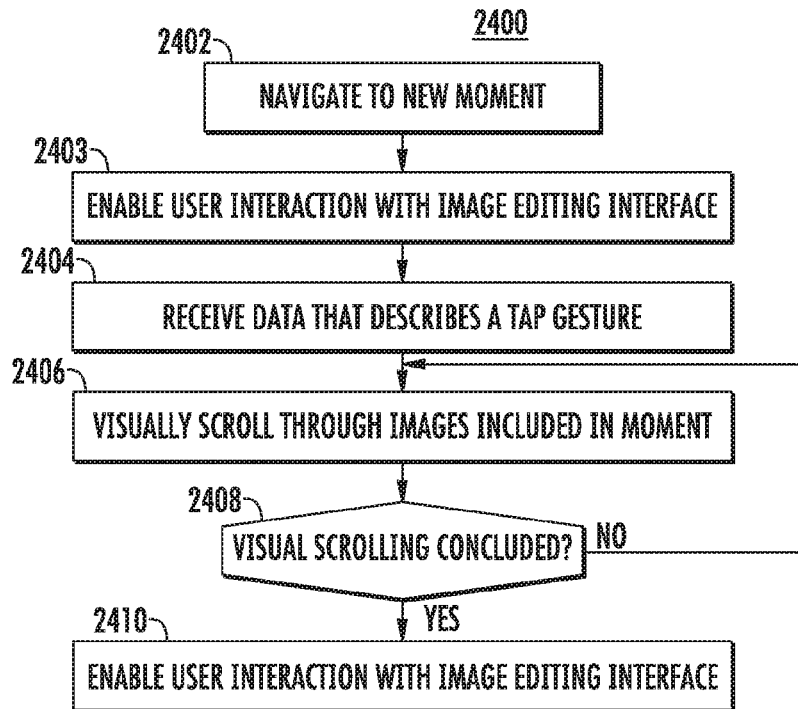 2400
2402
NAVIGATE TO NEW MOMENT
2403
ENABLE USER INTERACTION WITH IMAGE EDITING INTERFACE
2404
RECEIVE DATA THAT DESCRIBES A TAP GESTURE
2406
VISUALLY SCROLL THROUGH IMAGES INCLUDED IN MOMENT
2408
VISUAL SCROLLING CONCLUDED?
NO
YES
2410
ENABLE USER INTERACTION WITH IMAGE EDITING INTERFACE